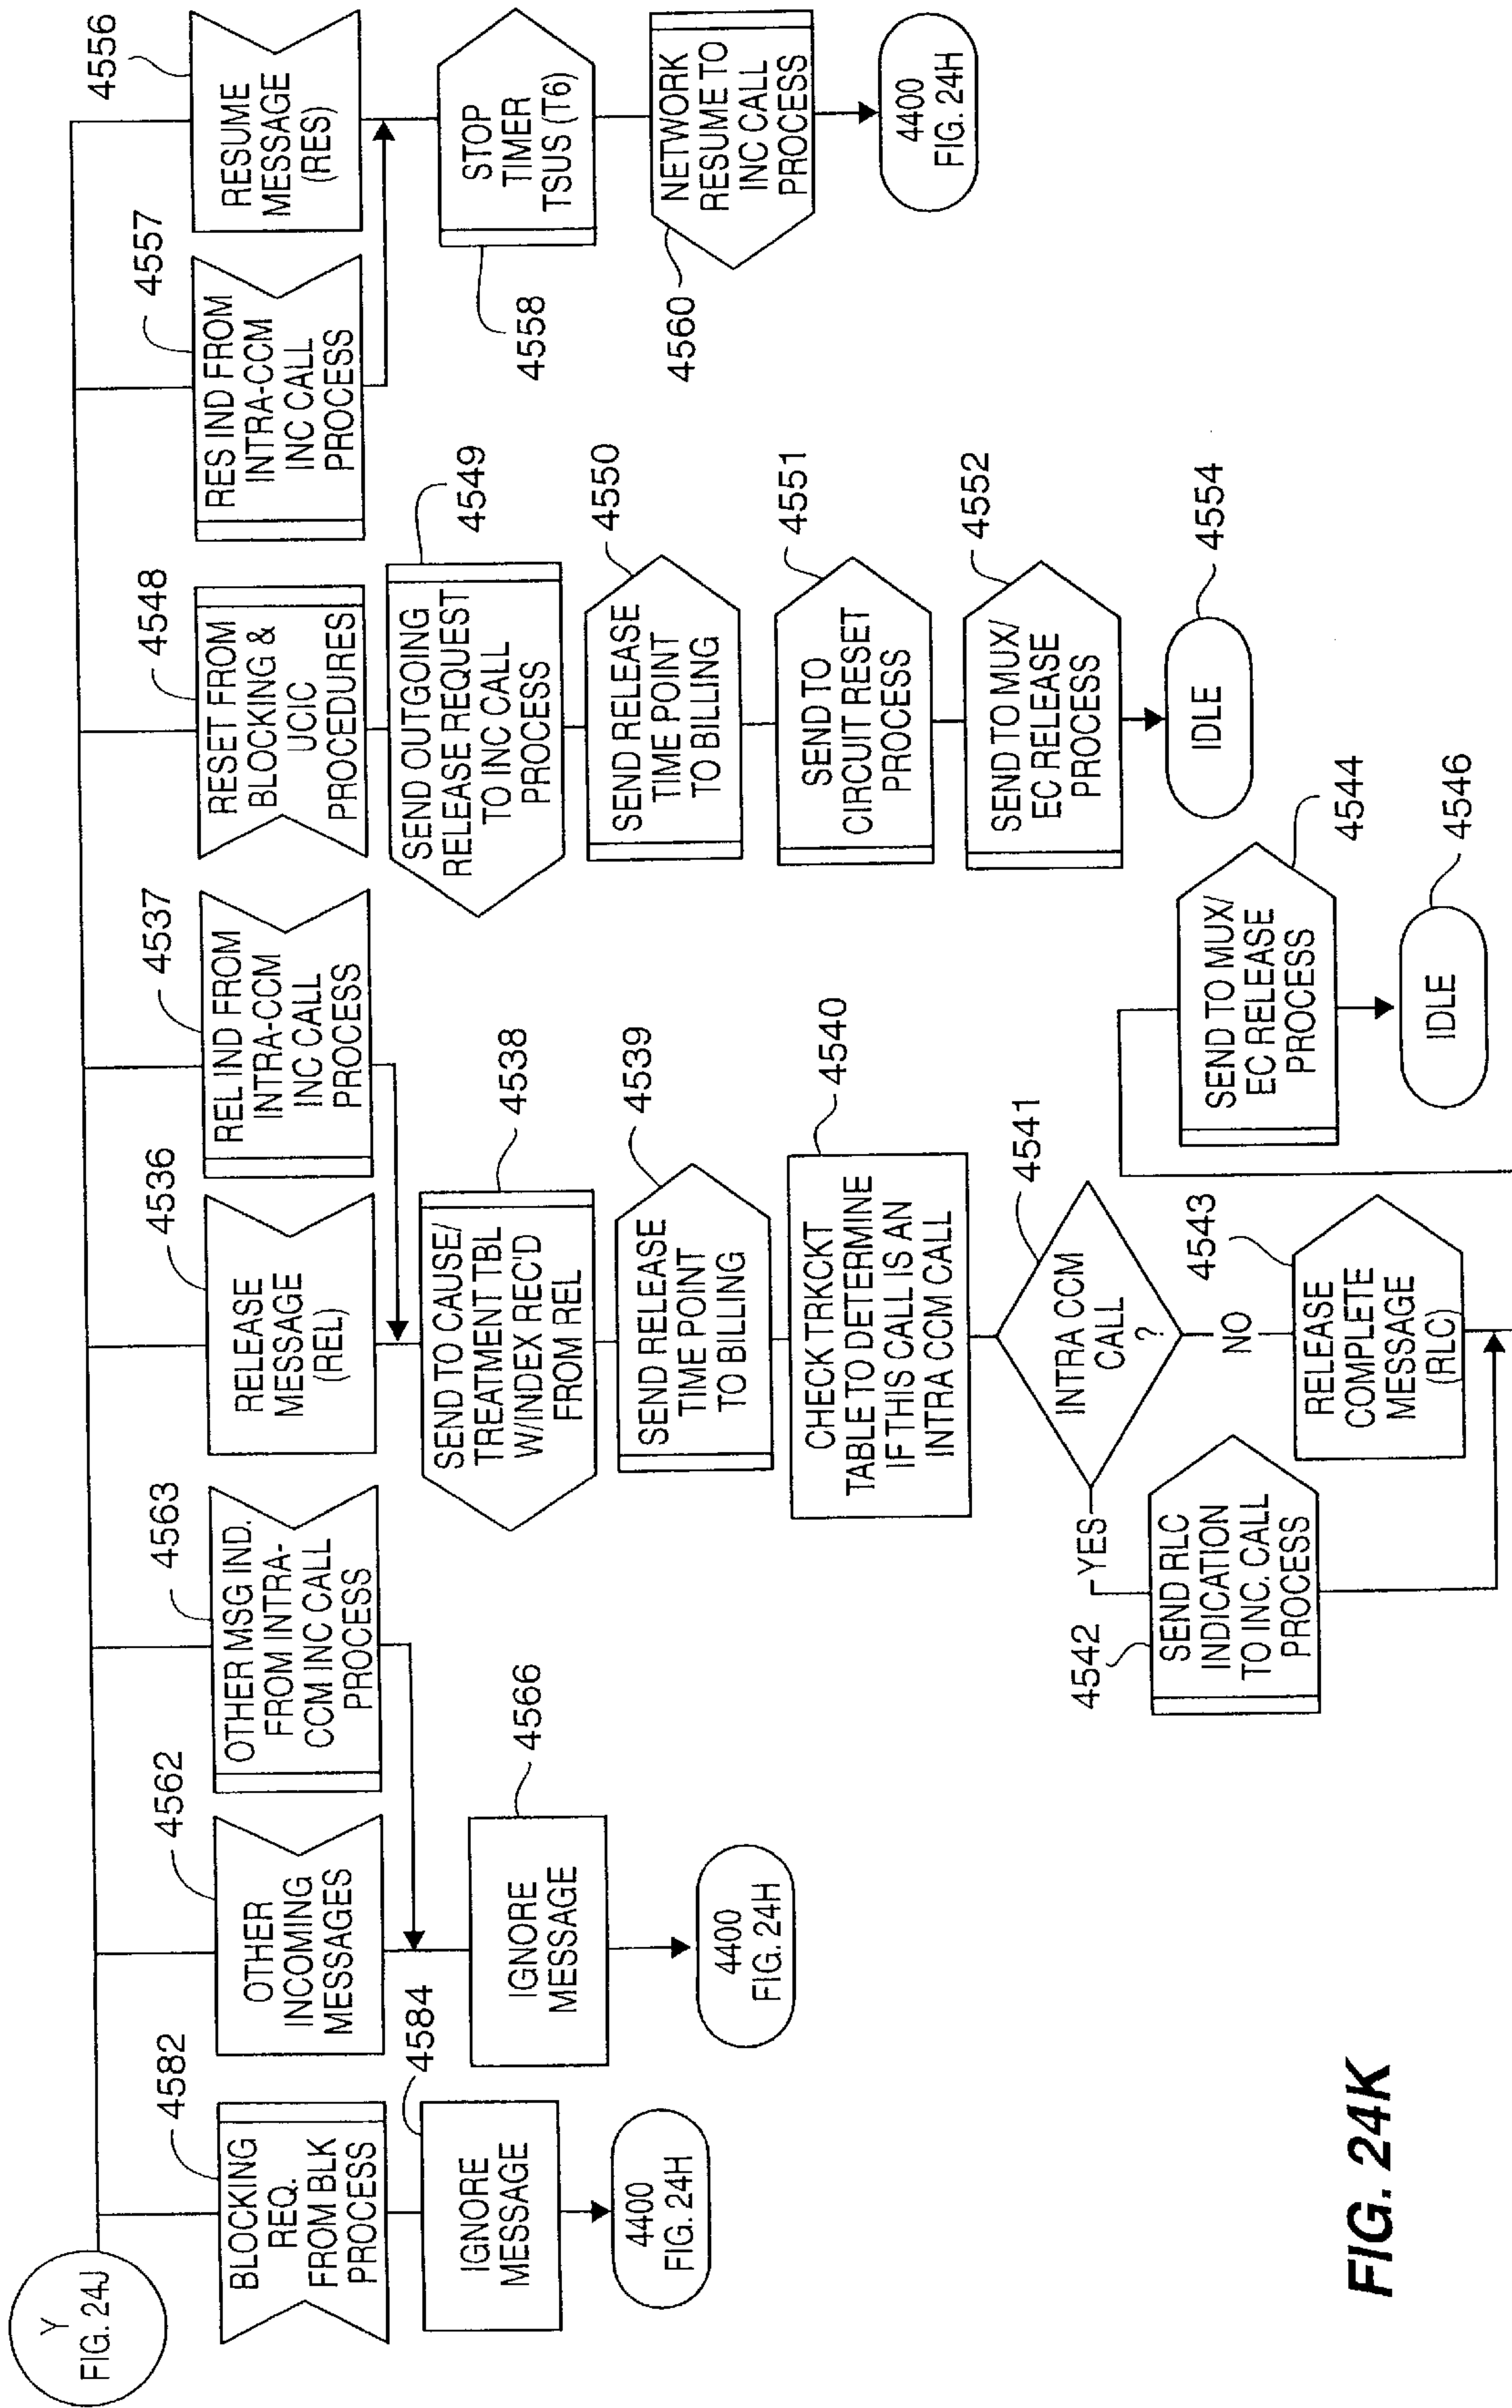 Y
FIG. 24J
4582
BLOCKING
REQ.
FROM BLK
PROCESS
4584
IGNORE
MESSAGE
4400
FIG. 24H
4562
OTHER
INCOMING
MESSAGES
4563
OTHER MSG IND.
FROM INTRA-
CCM INC CALL
PROCESS
4566
IGNORE
MESSAGE
4400
FIG. 24H
4536
RELEASE
MESSAGE
(REL)
4537
REL IND FROM
INTRA-CCM
INC CALL
PROCESS
4538
SEND TO CAUSE/
TREATMENT TBL
W/INDEX REC'D
FROM REL
4539
SEND RELEASE
TIME POINT
TO BILLING
4540
CHECK TRKCKT
TABLE TO DETERMINE
IF THIS CALL IS AN
INTRA CCM CALL
4541
INTRA CCM
CALL
?
YES
NO
4542
SEND RLC
INDICATION
TO INC. CALL
PROCESS
4543
RELEASE
COMPLETE
MESSAGE
(RLC)
4544
SEND TO MUX/
EC RELEASE
PROCESS
4546
IDLE
4548
RESET FROM
BLOCKING &
UCIC
PROCEDURES
4549
SEND OUTGOING
RELEASE REQUEST
TO INC CALL
PROCESS
4550
SEND RELEASE
TIME POINT
TO BILLING
4551
SEND TO
CIRCUIT RESET
PROCESS
4552
SEND TO MUX/
EC RELEASE
PROCESS
4554
IDLE
4557
RES IND FROM
INTRA-CCM
INC CALL
PROCESS
4556
RESUME
MESSAGE
(RES)
4558
STOP
TIMER
TSUS (T6)
4560
NETWORK
RESUME TO
INC CALL
PROCESS
4400
FIG. 24H
FIG. 24K